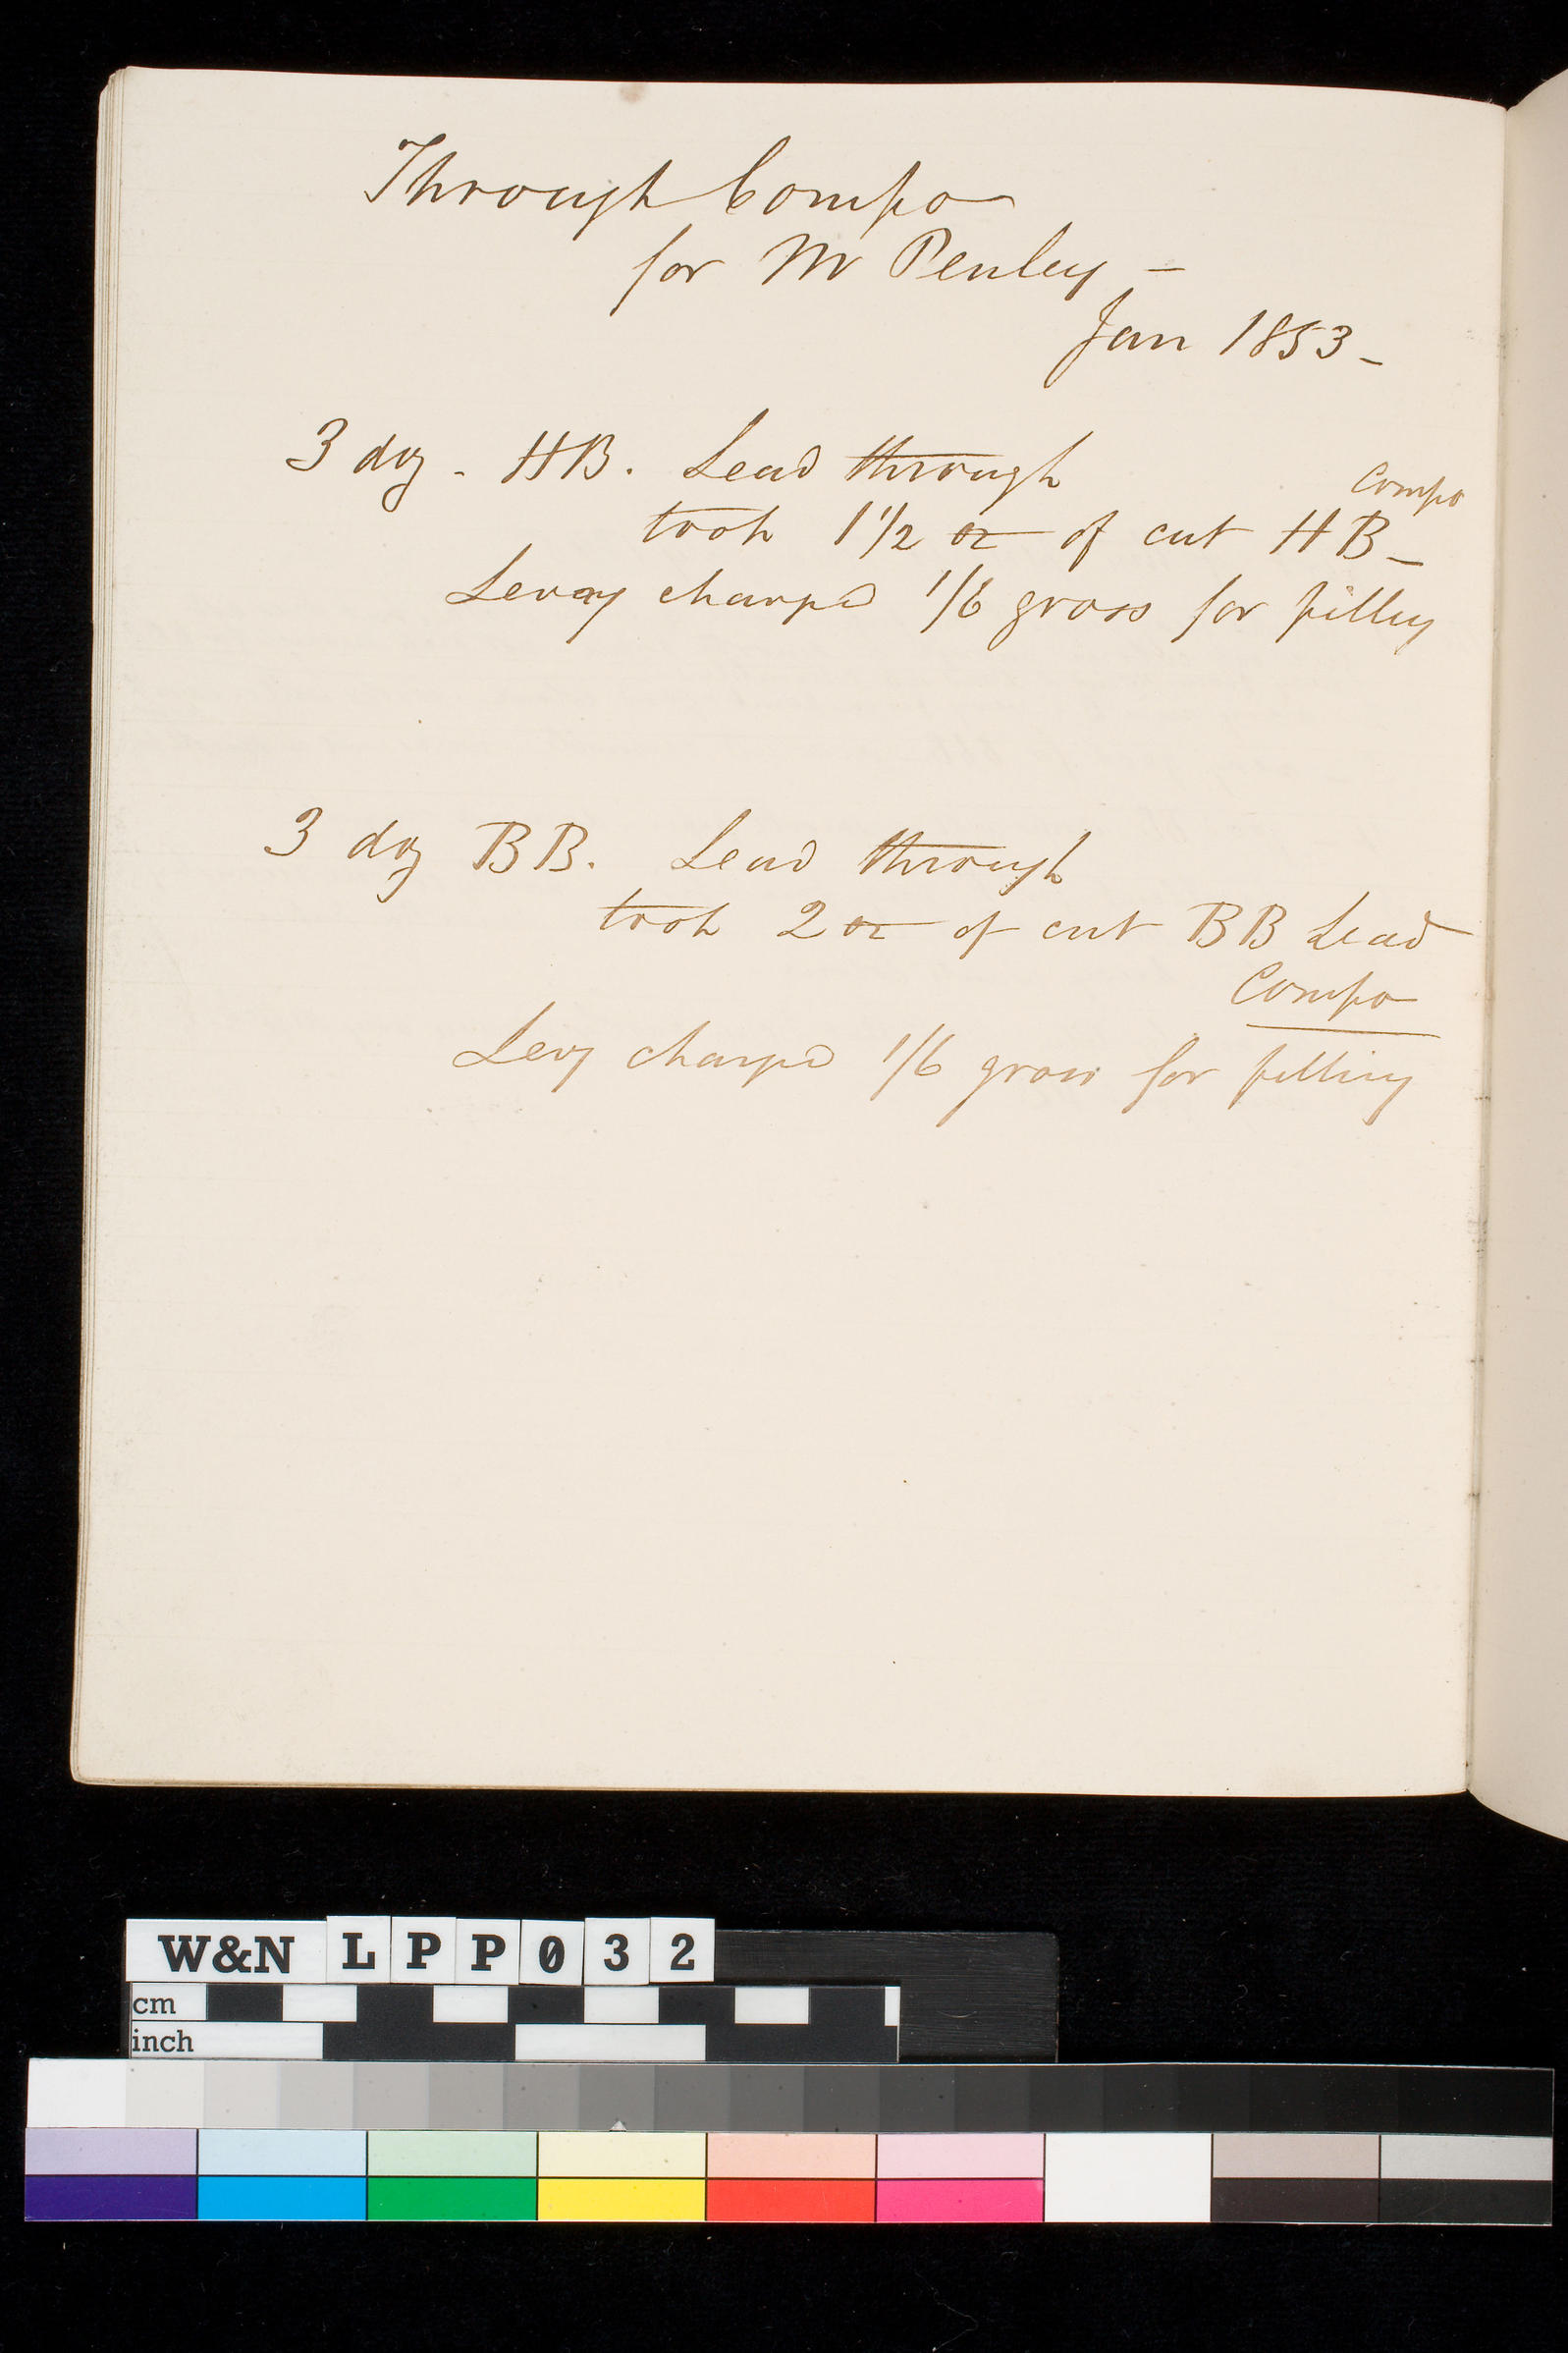 Through Compo
for Mr Penley –
Jan 1853 –
3 doz – HB. Lead through
Compo
took 1 1/2 oz of cut HB –
Levy charged 1/6 gross for filling
3 doz BB. Lead through
took 2 oz of cut BB Lead
Compo
Levy charged 1/6 gross for filling
W&N LPP032
cm
inch